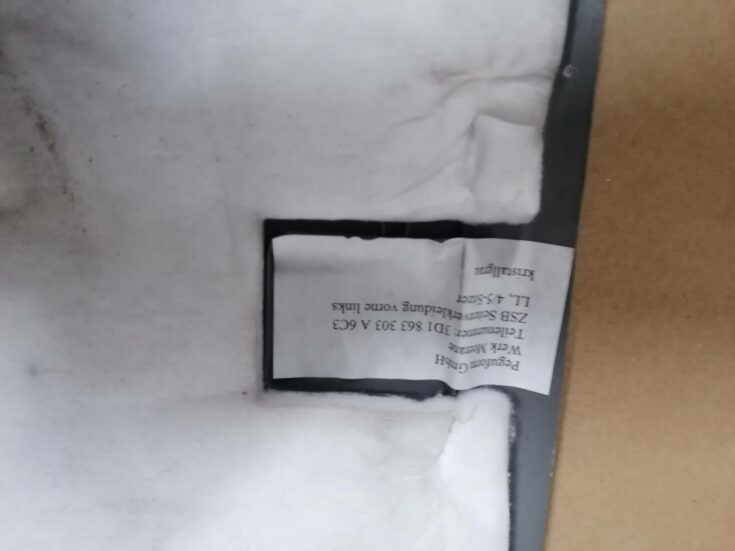 Peguform GmbH
Werk Meerane
Teilenummer: 3D1 863 303 A 6C3
ZSB Seitenverkleidung vorne links
LL, 4/5-Sitzer
kristallgrau